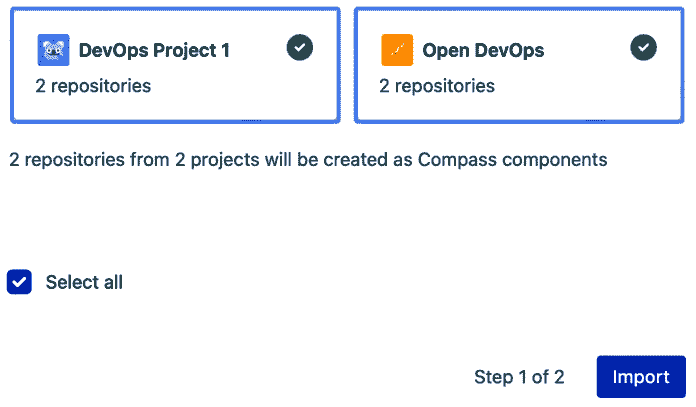 DevOps Project 1
2 repositories
Open DevOps
2 repositories
2 repositories from 2 projects will be created as Compass components
Select all
Step 1 of 2
Import